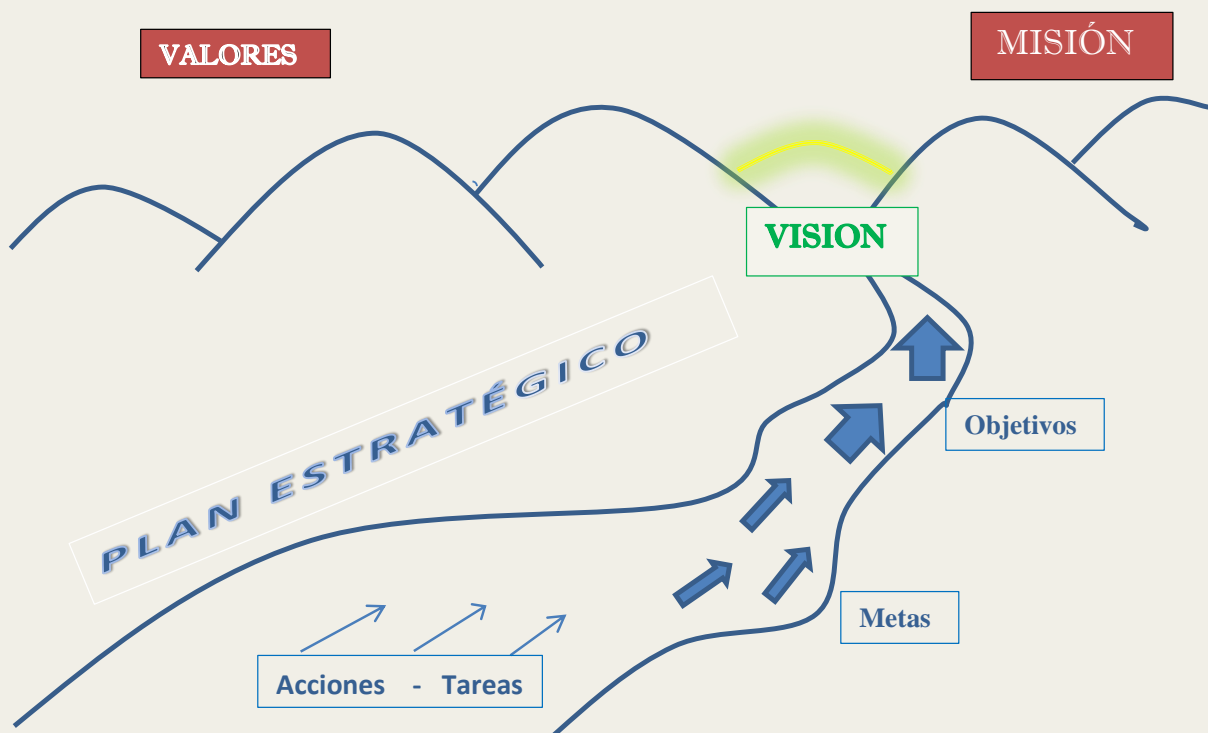 VALORES
MISIÓN
VISION
PLAN ESTRATÉGICO
Objetivos
Metas
Acciones - Tareas